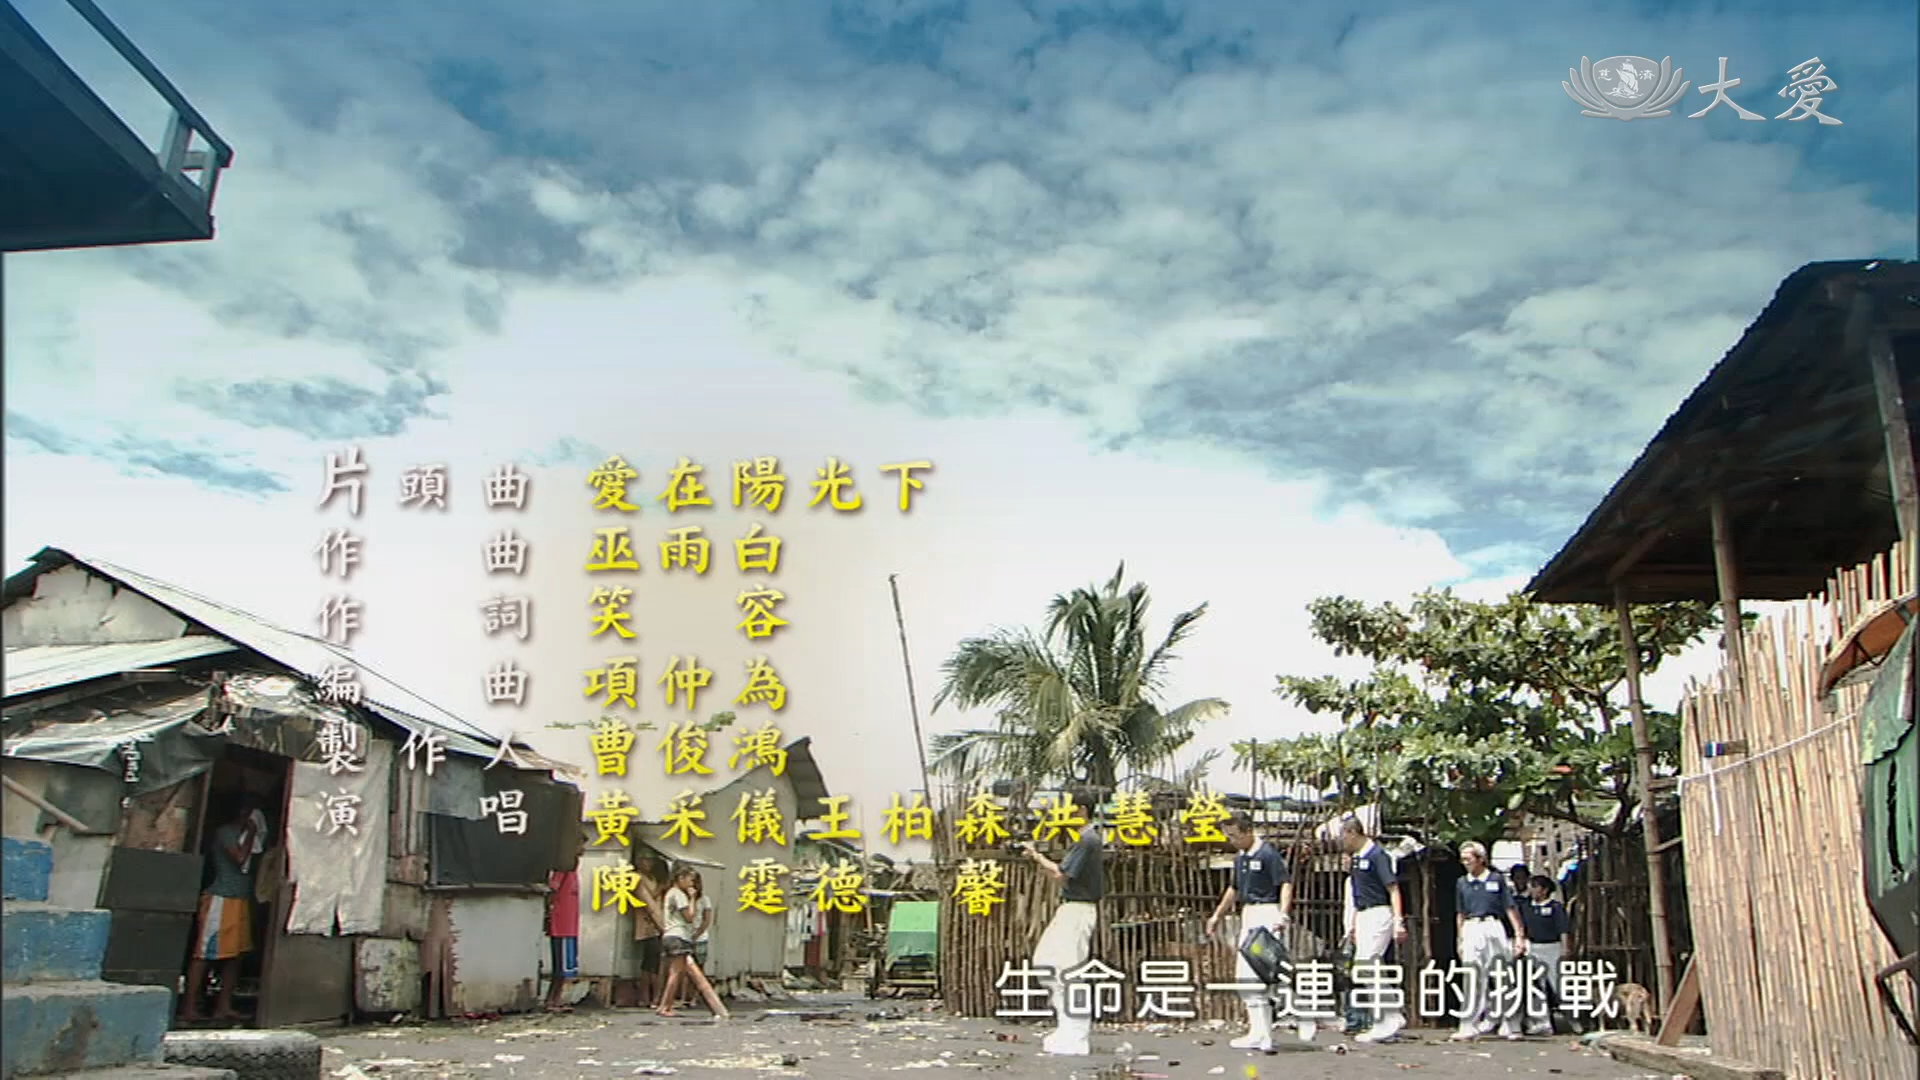 慈濟 大愛
片頭曲 愛在陽光下
作曲 巫雨白
作詞 笑容
編曲 項仲為
製作人 曹俊鴻
演唱 黃采儀 王柏森 洪慧瑩
陳霆 德馨
生命是一連串的挑戰